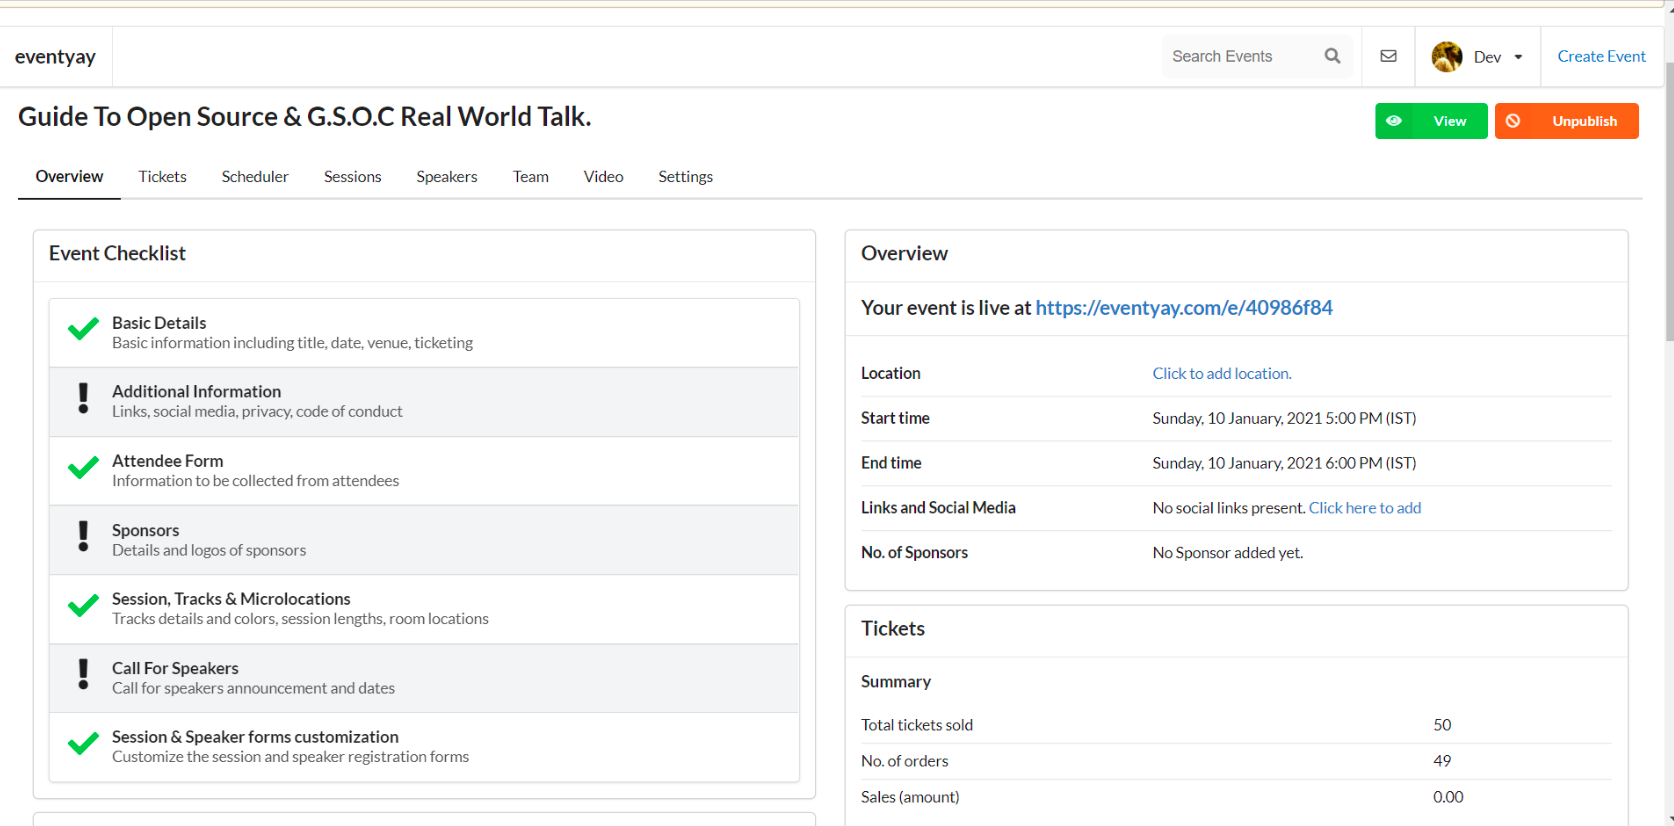 eventyay
Search Events
Dev
Create Event
Guide To Open Source & G.S.O.C Real World Talk.
View
Unpublish
Overview Tickets Scheduler Sessions Speakers Team Video Settings
Event Checklist
Basic Details
Basic information including title, date, venue, ticketing
Additional Information
Links, social media, privacy, code of conduct
Attendee Form
Information to be collected from attendees
Sponsors
Details and logos of sponsors
Session, Tracks & Microlocations
Tracks details and colors, session lengths, room locations
Call For Speakers
Call for speakers announcement and dates
Session & Speaker forms customization
Customize the session and speaker registration forms
Overview
Your event is live at https://eventyay.com/e/40986f84
Location Click to add location.
Start time Sunday, 10 January, 2021 5:00 PM (IST)
End time Sunday, 10 January, 2021 6:00 PM (IST)
Links and Social Media No social links present. Click here to add
No. of Sponsors No Sponsor added yet.
Tickets
Summary
Total tickets sold 50
No. of orders 49
Sales (amount) 0.00